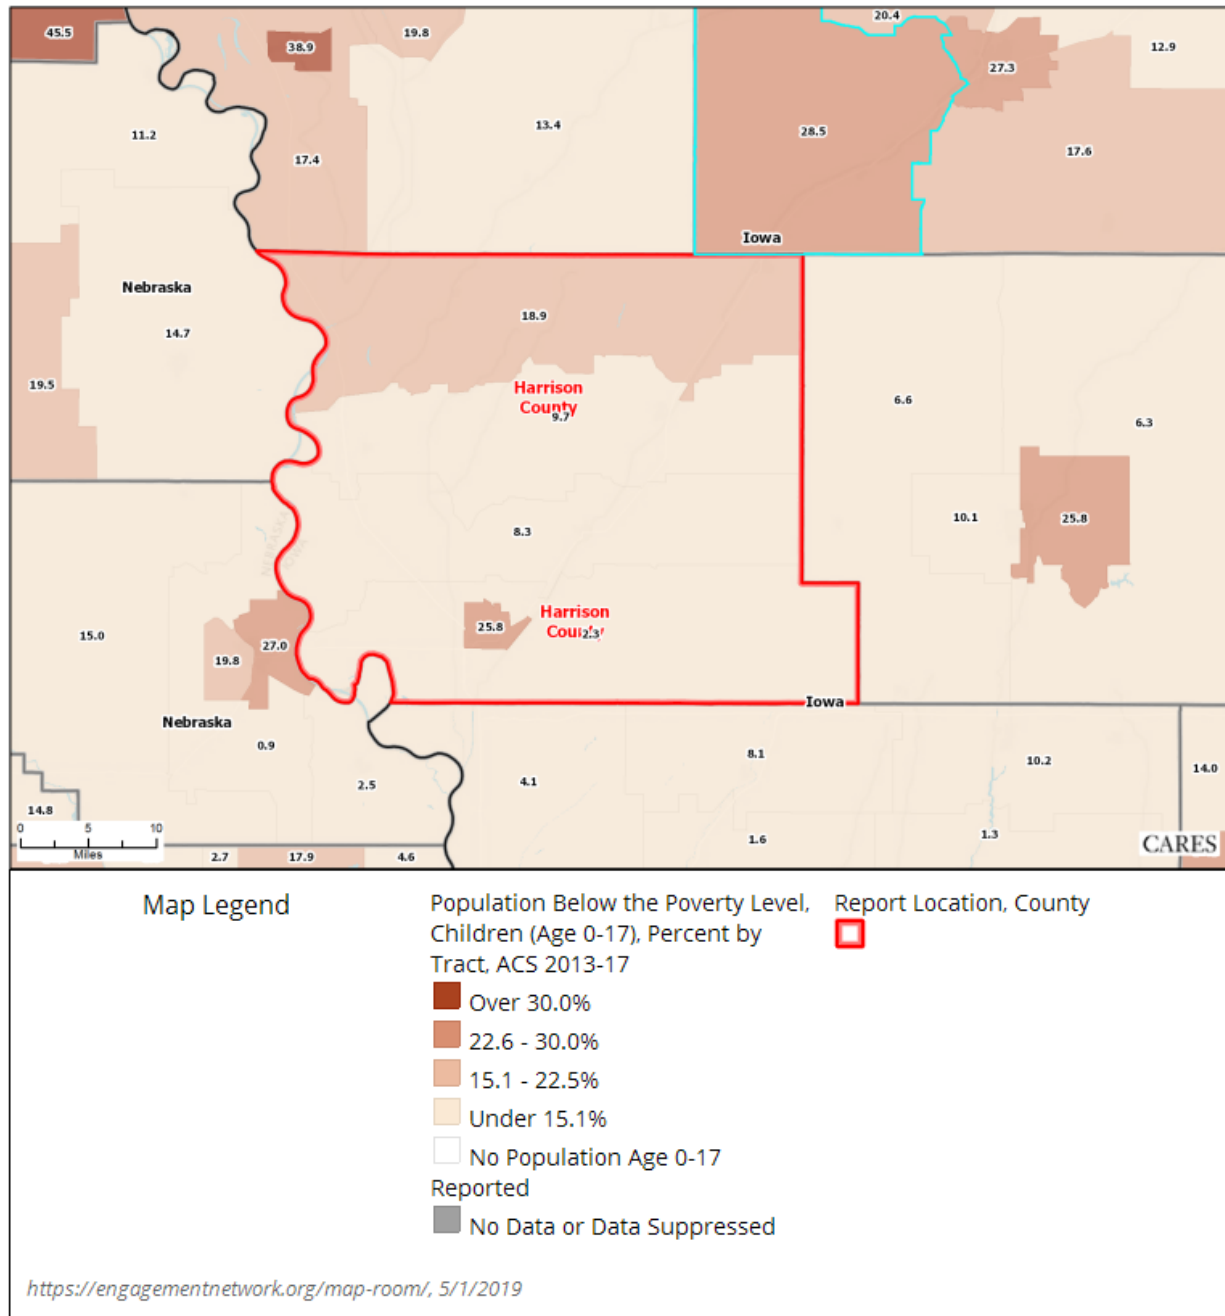 45.5
38.9
19.8
20.4
12.9
27.3
11.2
13.4
28.5
17.4
17.6
Iowa
Nebraska
14.7
18.9
19.5
Harrison
County
9.7
6.6
6.3
8.3
10.1
25.8
Harrison
County
2.3
25.8
15.0
27.0
19.8
Nebraska
Iowa
0.9
2.5
4.1
8.1
10.2
14.0
14.8
1.6
1.3
0 5 10
Miles
2.7
17.9
4.6
CARES
NEBRASKA
IOWA
Map Legend
Population Below the Poverty Level,
Children (Age 0-17), Percent by
Tract, ACS 2013-17
Over 30.0%
22.6 - 30.0%
15.1 - 22.5%
Under 15.1%
No Population Age 0-17
Reported
No Data or Data Suppressed
Report Location, County
https://engagementnetwork.org/map-room/, 5/1/2019